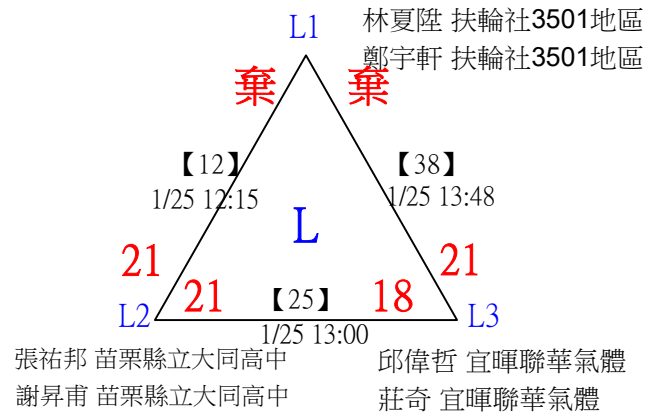 L1
林夏陞 扶輪社3501地區
鄭宇軒 扶輪社3501地區
棄 棄
【12】
1/25 12:15
【38】
1/25 13:48
L
21
21
【25】
18
21
L2
1/25 13:00
L3
張祐邦 苗栗縣立大同高中
謝昇甫 苗栗縣立大同高中
邱偉哲 宜暉聯華氣體
莊奇 宜暉聯華氣體